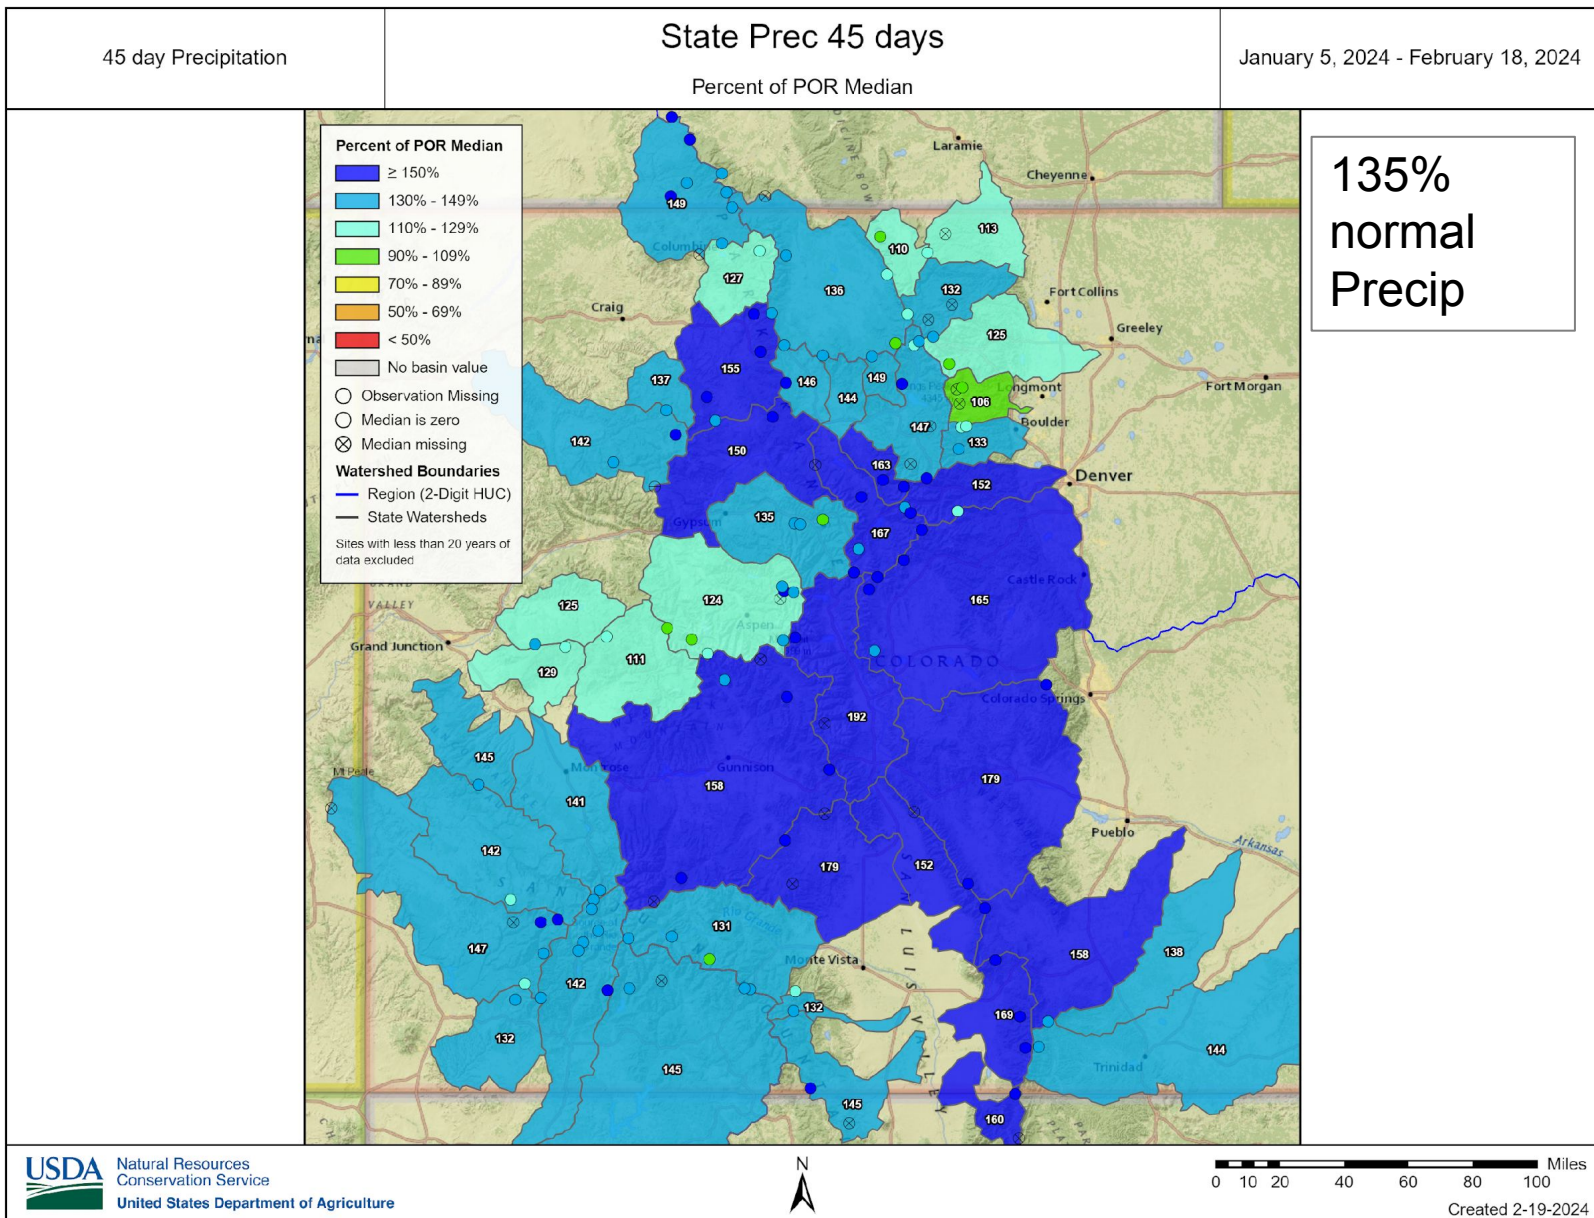 45 day Precipitation
State Prec 45 days
Percent of POR Median
January 5, 2024 - February 18, 2024
Percent of POR Median
≥ 150%
130% - 149%
110% - 129%
90% - 109%
70% - 89%
50% - 69%
< 50%
No basin value
Observation Missing
Median is zero
Median missing
Watershed Boundaries
Region (2-Digit HUC)
State Watersheds
Sites with less than 20 years of
data excluded
135%
normal
Precip
Laramie
Cheyenne
149
113
110
127
132
136
Craig
Fort Collins
Greeley
125
155
137
146
149
144
106
Longmont
Fort Morgan
147
Boulder
133
142
150
163
152
Denver
Gypsum
135
167
Castle Rock
165
VALLEY
125
124
Aspen
Grand Junction
111
129
COLORADO
Colorado Springs
192
145
Montrose
Gunnison
158
179
141
Pueblo
Arkansas
142
179
152
SAN LUIS VALLEY
131
Rio Grande
Monte Vista
147
158
138
142
132
169
132
145
Trinidad
144
145
160
USDA
Natural Resources
Conservation Service
United States Department of Agriculture
N
Miles
0 10 20 40 60 80 100
Created 2-19-2024